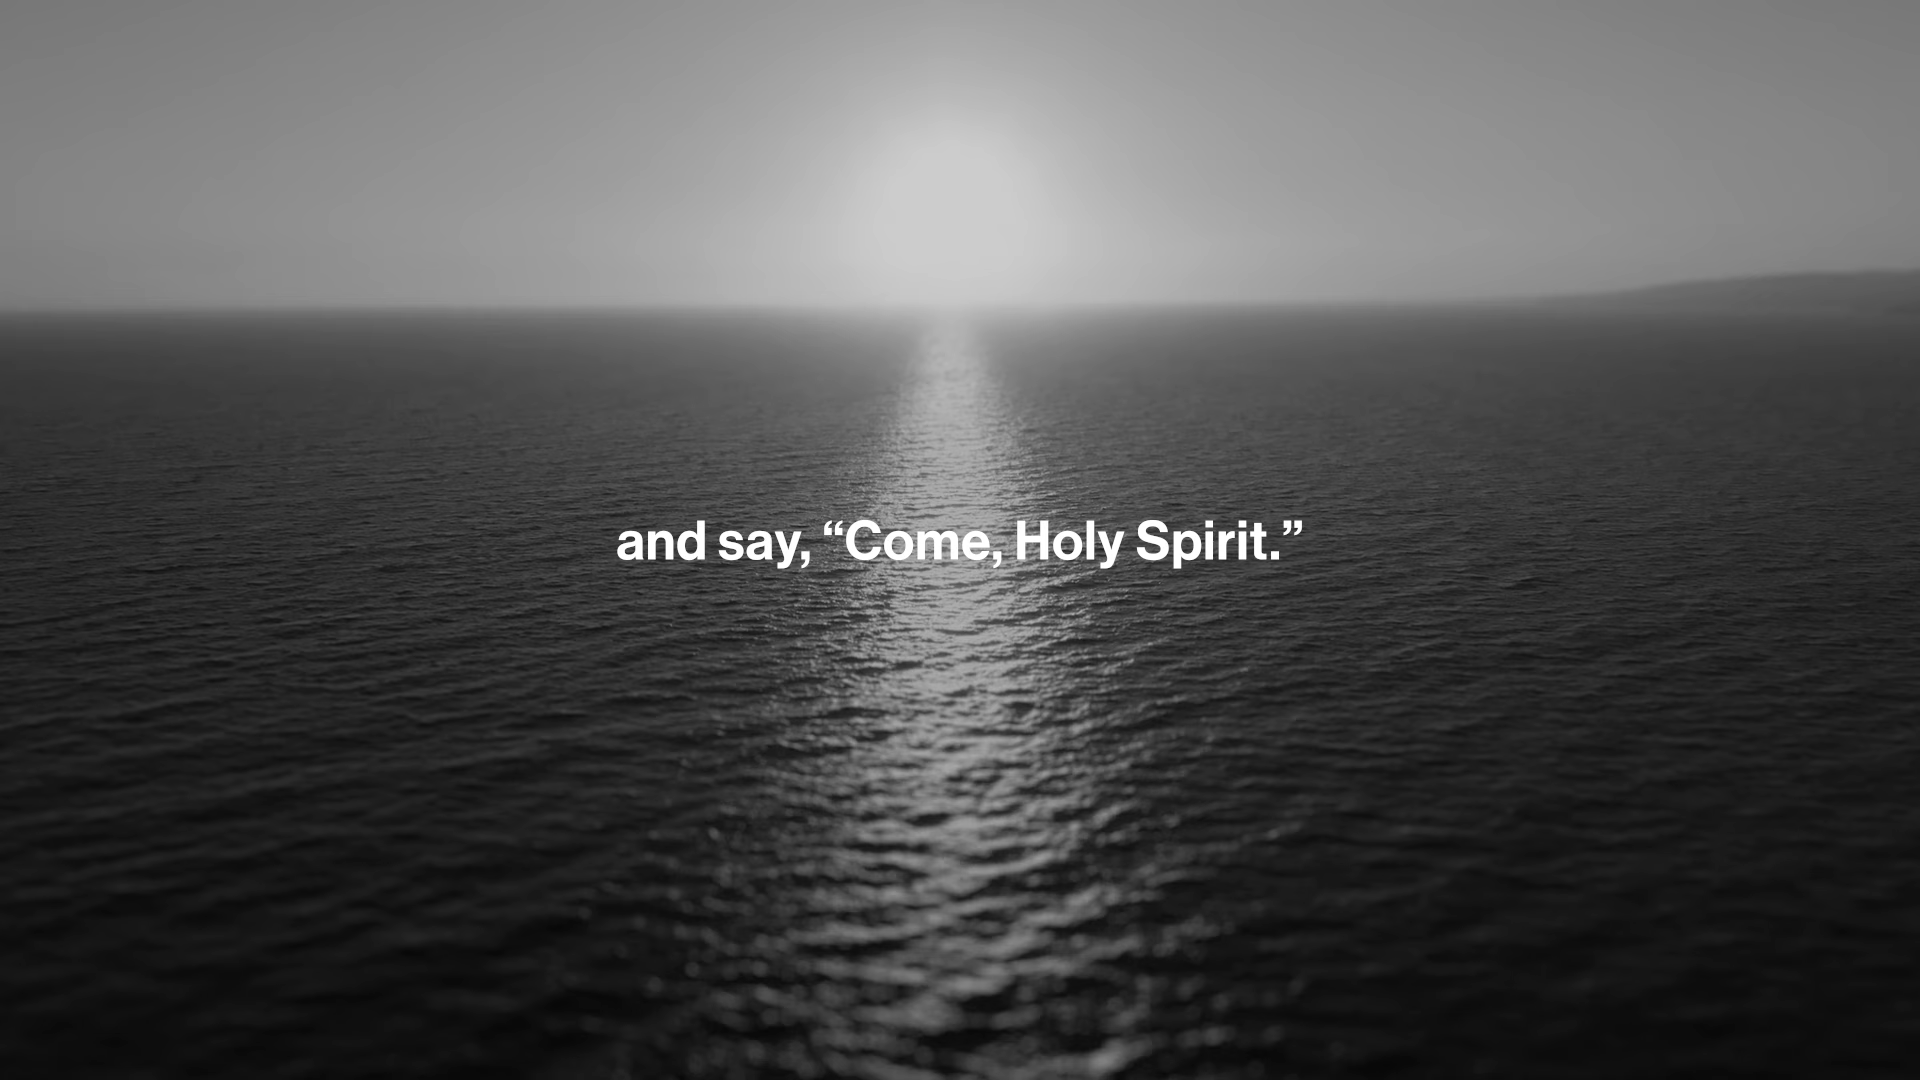 and say, “Come, Holy Spirit.”